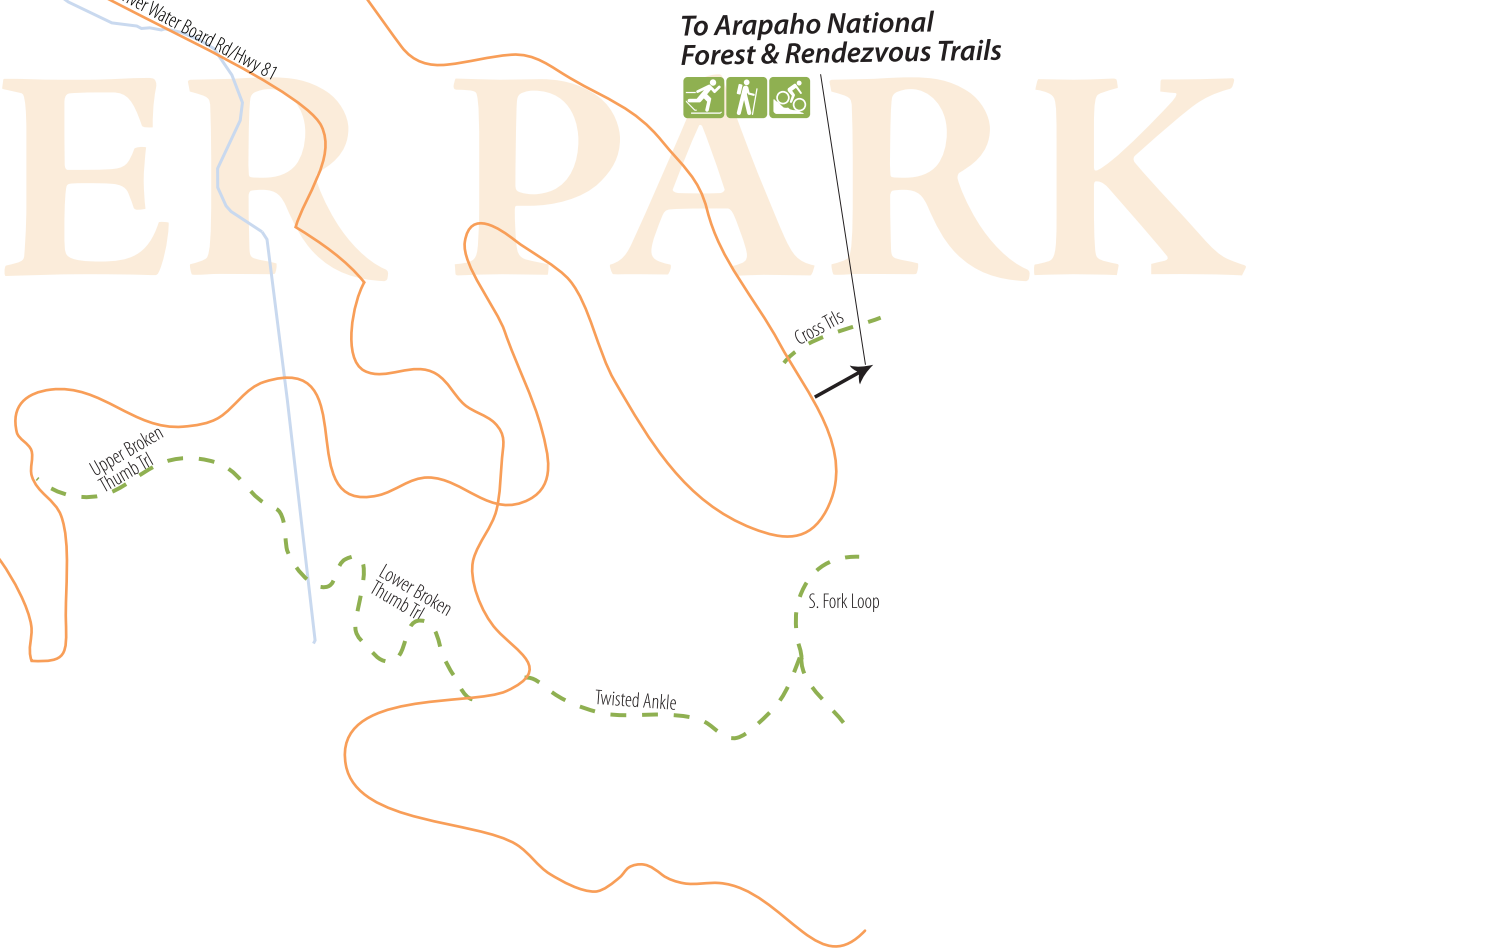 To Arapaho National
Forest & Rendezvous Trails
Water Board Rd/Hwy 81
ER PARK
Cross Trls
Upper Broken
Thumb Trl
Lower Broken
Thumb Trl
S. Fork Loop
Twisted Ankle